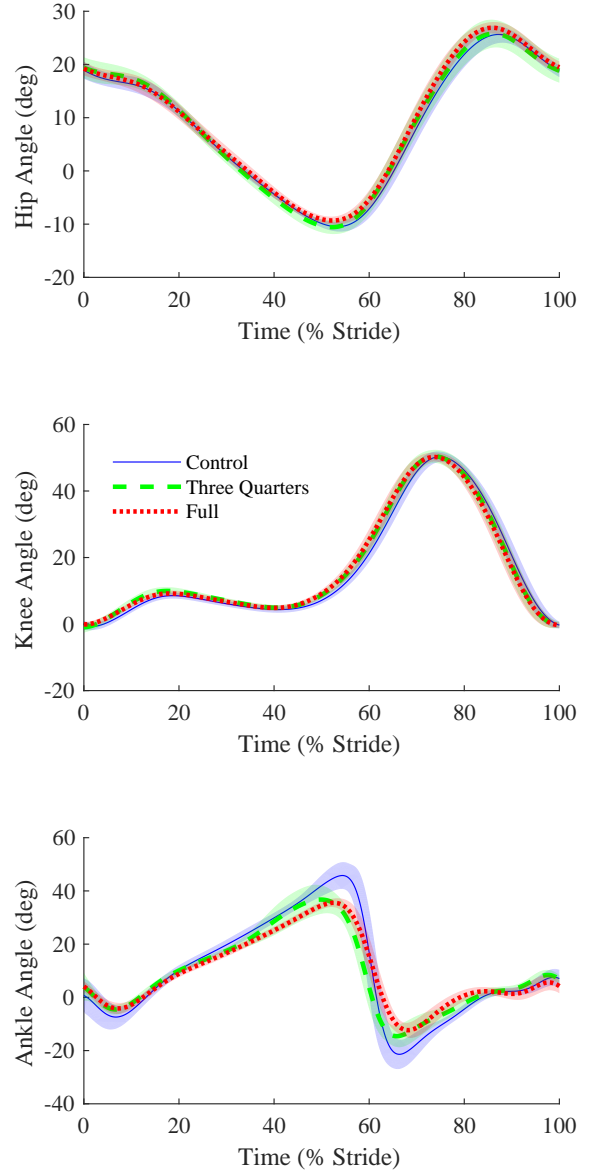 30
20
10
0
-10
-20
Hip Angle (deg)
0 20 40 60 80 100
Time (% Stride)
60
40
20
0
-20
Knee Angle (deg)
Control
Three Quarters
Full
0 20 40 60 80 100
Time (% Stride)
60
40
20
0
-20
-40
Ankle Angle (deg)
0 20 40 60 80 100
Time (% Stride)